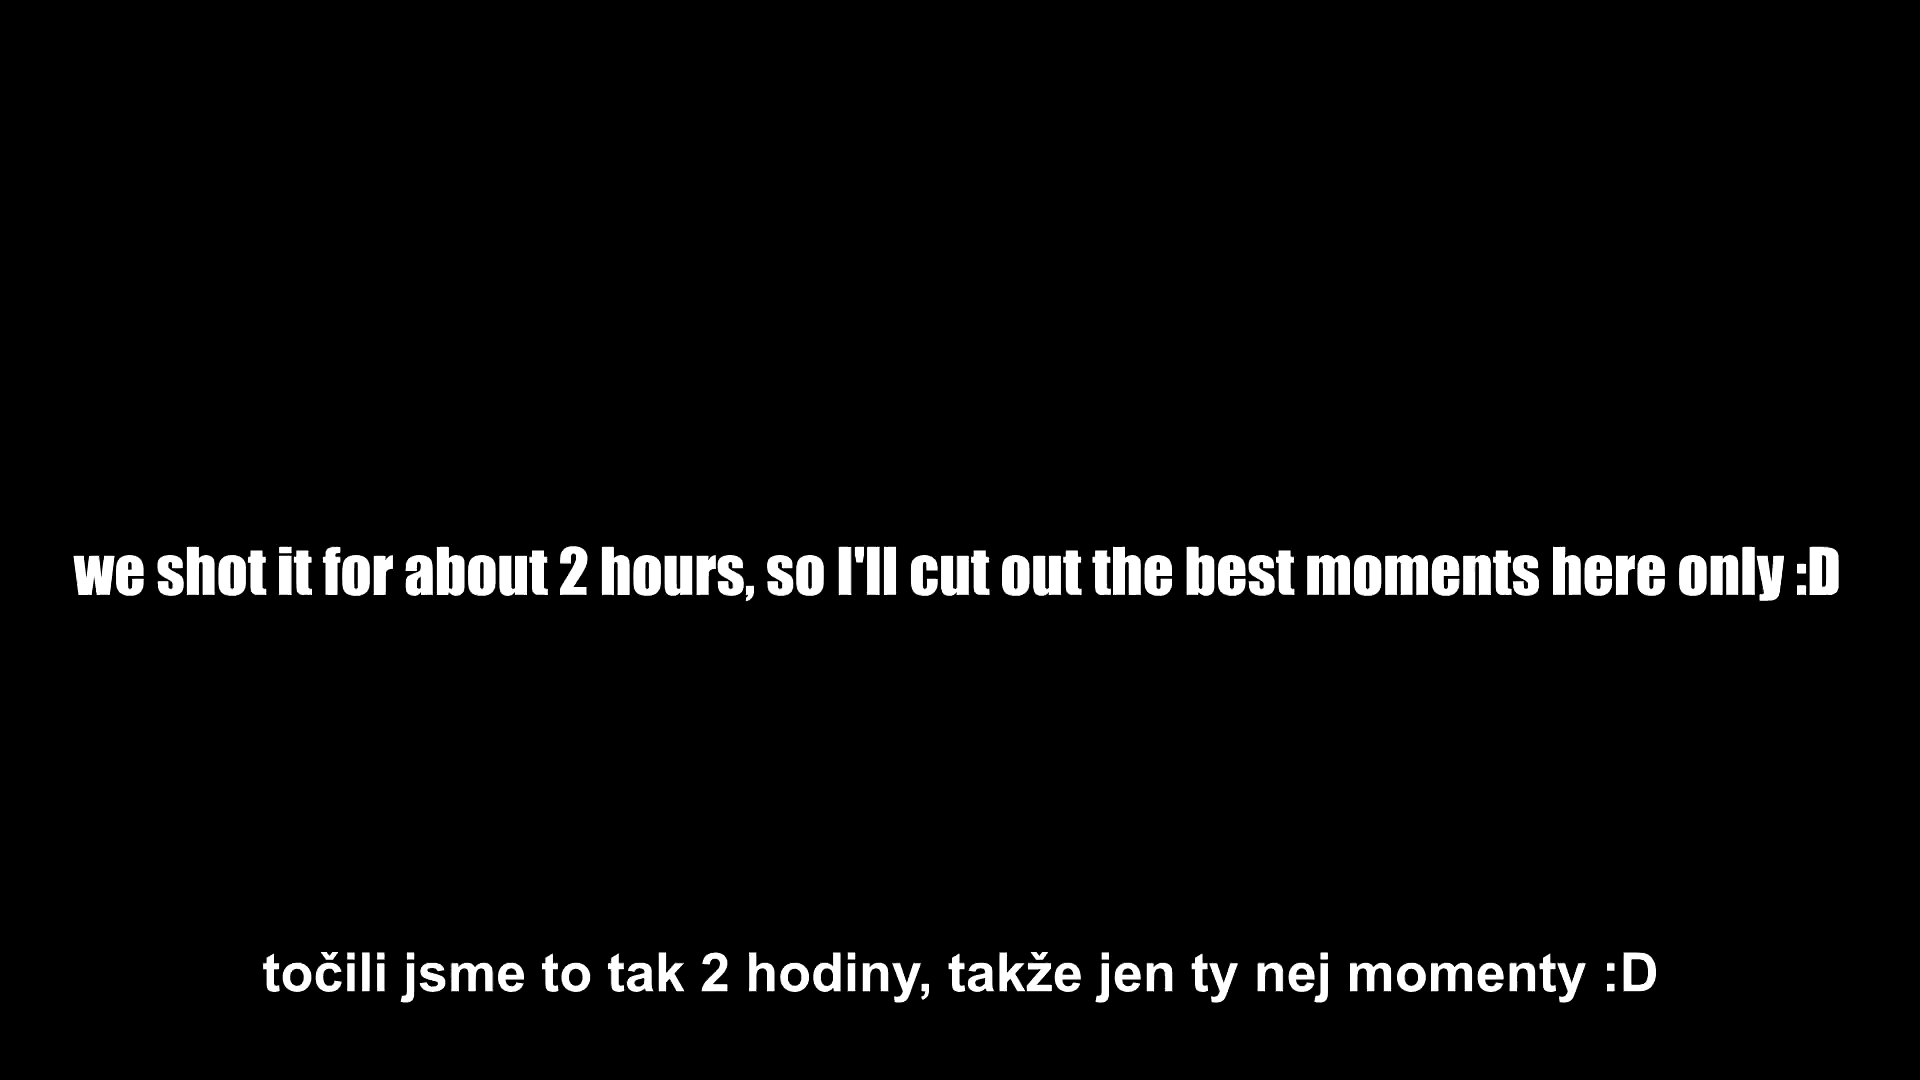 we shot it for about 2 hours, so I'll cut out the best moments here only :D
točili jsme to tak 2 hodiny, takže jen ty nej momenty :D